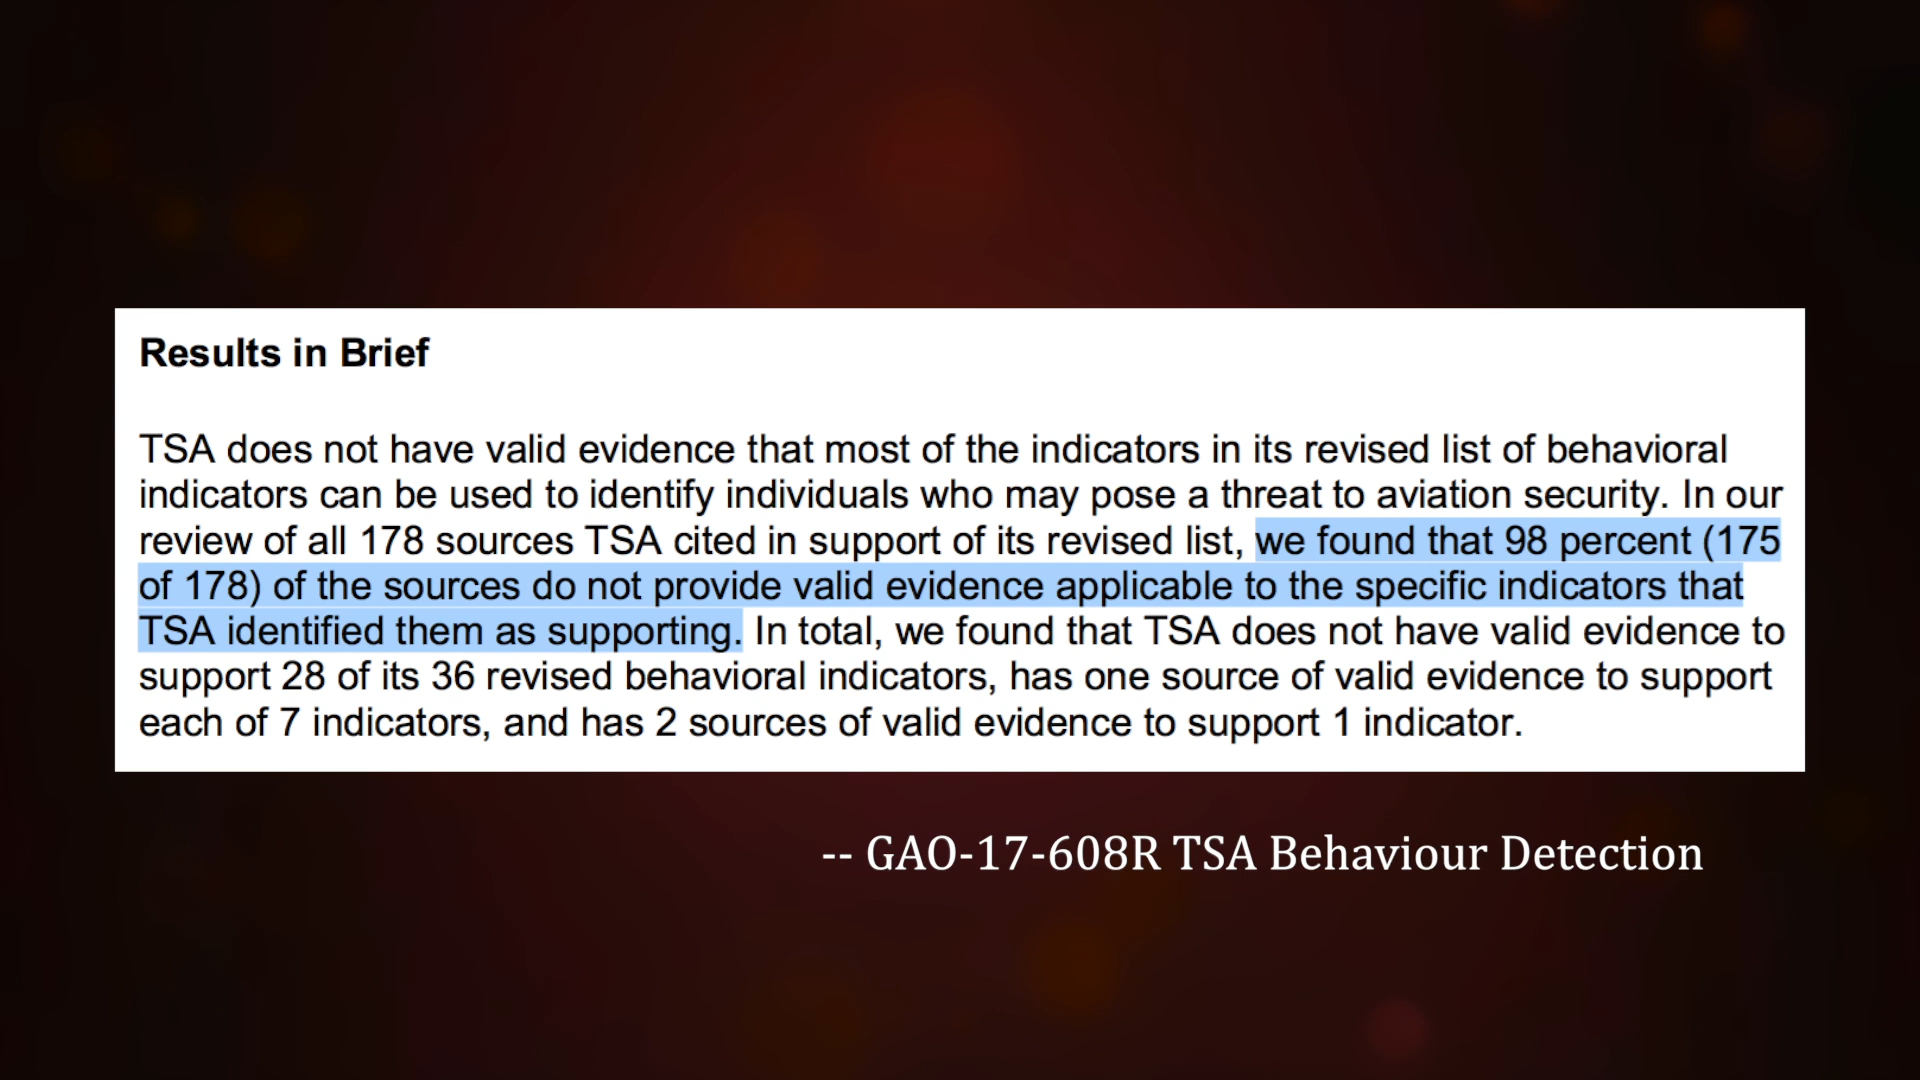 Results in Brief
TSA does not have valid evidence that most of the indicators in its revised list of behavioral
indicators can be used to identify individuals who may pose a threat to aviation security. In our
review of all 178 sources TSA cited in support of its revised list, we found that 98 percent (175
of 178) of the sources do not provide valid evidence applicable to the specific indicators that
TSA identified them as supporting. In total, we found that TSA does not have valid evidence to
support 28 of its 36 revised behavioral indicators, has one source of valid evidence to support
each of 7 indicators, and has 2 sources of valid evidence to support 1 indicator.
-- GAO-17-608R TSA Behaviour Detection